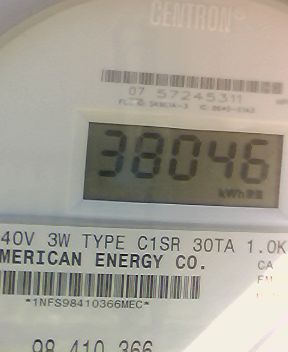 CENTRON®
07 57245311
38046
kWh
40V 3W TYPE C1SR 30TA 1.0K
MERICAN ENERGY CO.
CA
*1NFS98410366MEC*
98 410 366